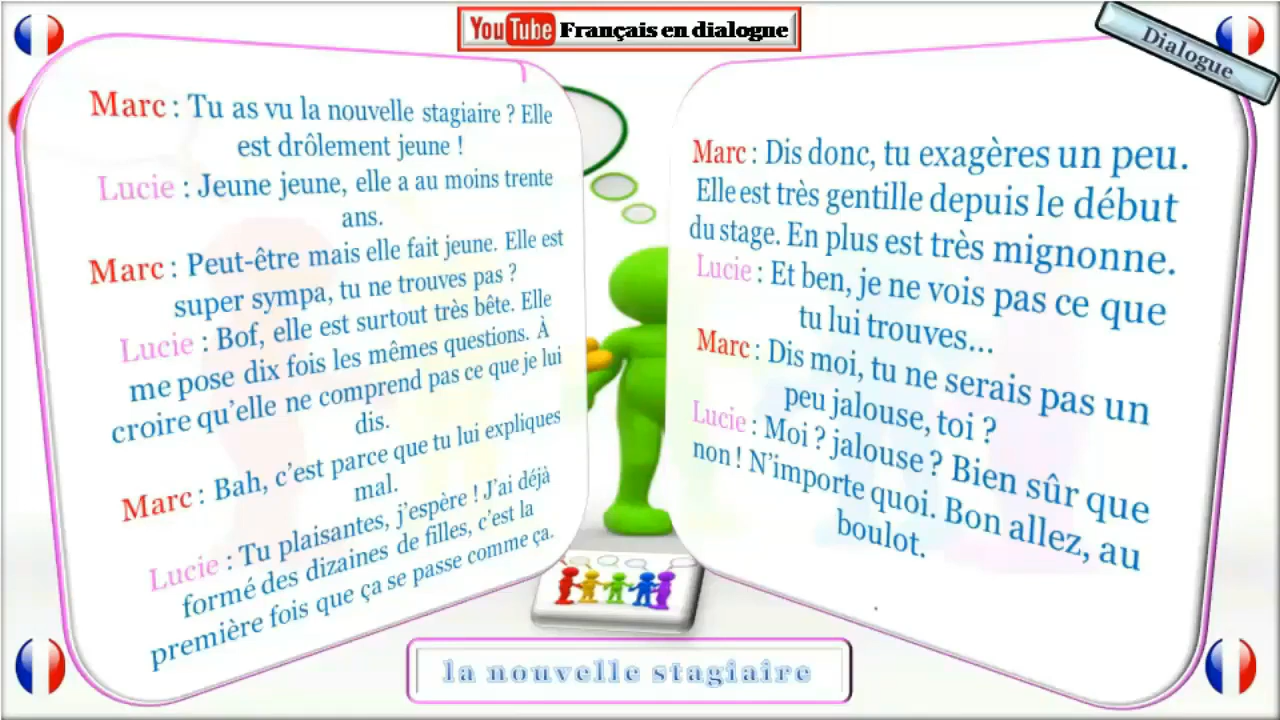 YouTube Français en dialogue
Dialogue
Marc : Tu as vu la nouvelle stagiaire ? Elle
est drôlement jeune !
Lucie : Jeune jeune, elle a au moins trente
ans.
Marc : Peut-être mais elle fait jeune. Elle est
super sympa, tu ne trouves pas ?
Lucie : Bof, elle est surtout très bête. Elle
me pose dix fois les mêmes questions. À
croire qu'elle ne comprend pas ce que je lui
dis.
Marc : Bah, c'est parce que tu lui expliques
mal.
Lucie : Tu plaisantes, j'espère ! J'ai déjà
formé des dizaines de filles, c'est la
première fois que ça se passe comme ça.
Marc : Dis donc, tu exagères un peu.
Elle est très gentille depuis le début
du stage. En plus est très mignonne.
Lucie : Et ben, je ne vois pas ce que
tu lui trouves...
Marc : Dis moi, tu ne serais pas un
peu jalouse, toi ?
Lucie : Moi ? jalouse ? Bien sûr que
non ! N'importe quoi. Bon allez, au
boulot.
la nouvelle stagiaire